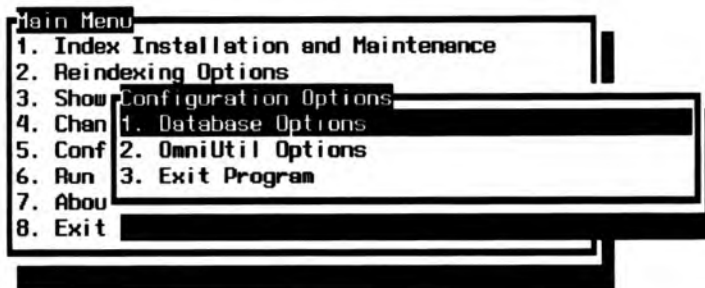 Main Menu
1. Index Installation and Maintenance
2. Reindexing Options
3. Show
4. Chan
5. Conf
6. Run
7. Abou
8. Exit
Configuration Options
1. Database Options
2. OmniUtil Options
3. Exit Program